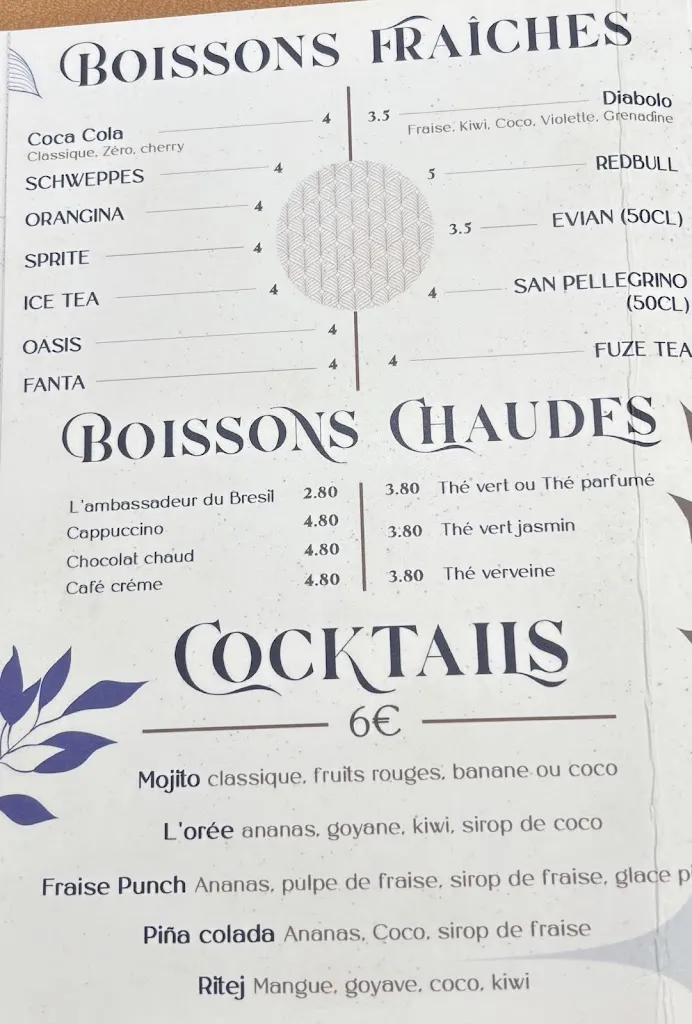 BOISSONS FRAÎCHES
Coca Cola 4
Classique, Zéro, cherry
SCHWEPPES 4
ORANGINA 4
SPRITE 4
ICE TEA 4
OASIS 4
FANTA 4
3.5 Diabolo
Fraise, Kiwi, Coco, Violette, Grenadine
5 REDBULL
3.5 EVIAN (50CL)
4 SAN PELLEGRINO
(50CL)
4 FUZE TEA
BOISSONS CHAUDES
L'ambassadeur du Bresil 2.80
Cappuccino 4.80
Chocolat chaud 4.80
Café créme 4.80
3.80 Thé vert ou Thé parfumé
3.80 Thé vert jasmin
3.80 Thé verveine
COCKTAILS
6€
Mojito classique, fruits rouges, banane ou coco
L'orée ananas, goyane, kiwi, sirop de coco
Fraise Punch Ananas, pulpe de fraise, sirop de fraise, glace
Piña colada Ananas, Coco, sirop de fraise
Ritej Mangue, goyave, coco, kiwi